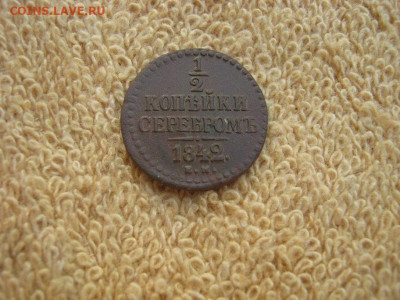 COINS.LAVE.RU
1
2
КОПѢЙКИ
СЕРЕБРОМЪ
1842.